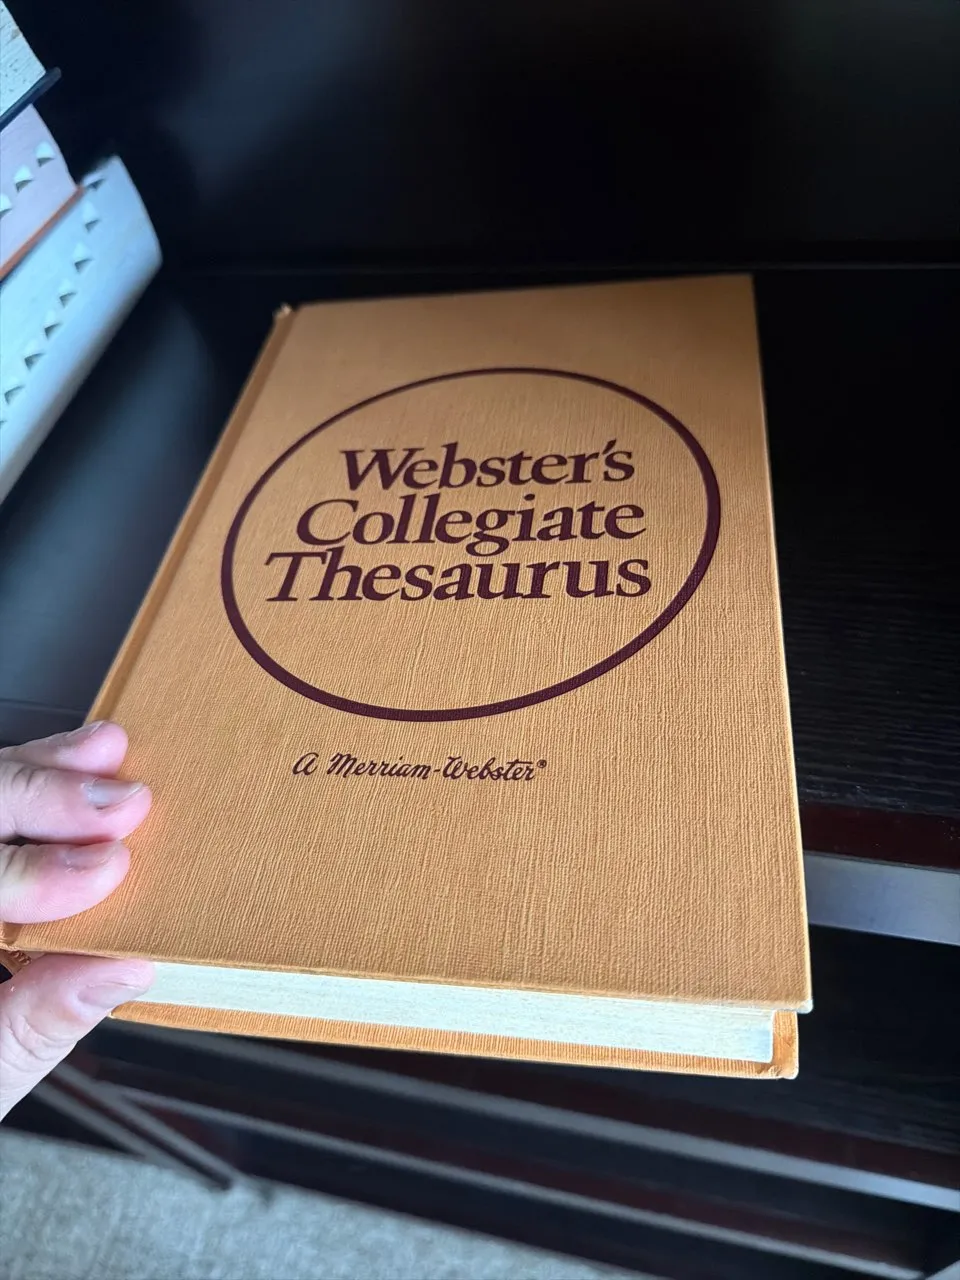 Webster's
Collegiate
Thesaurus
A Merriam-Webster®